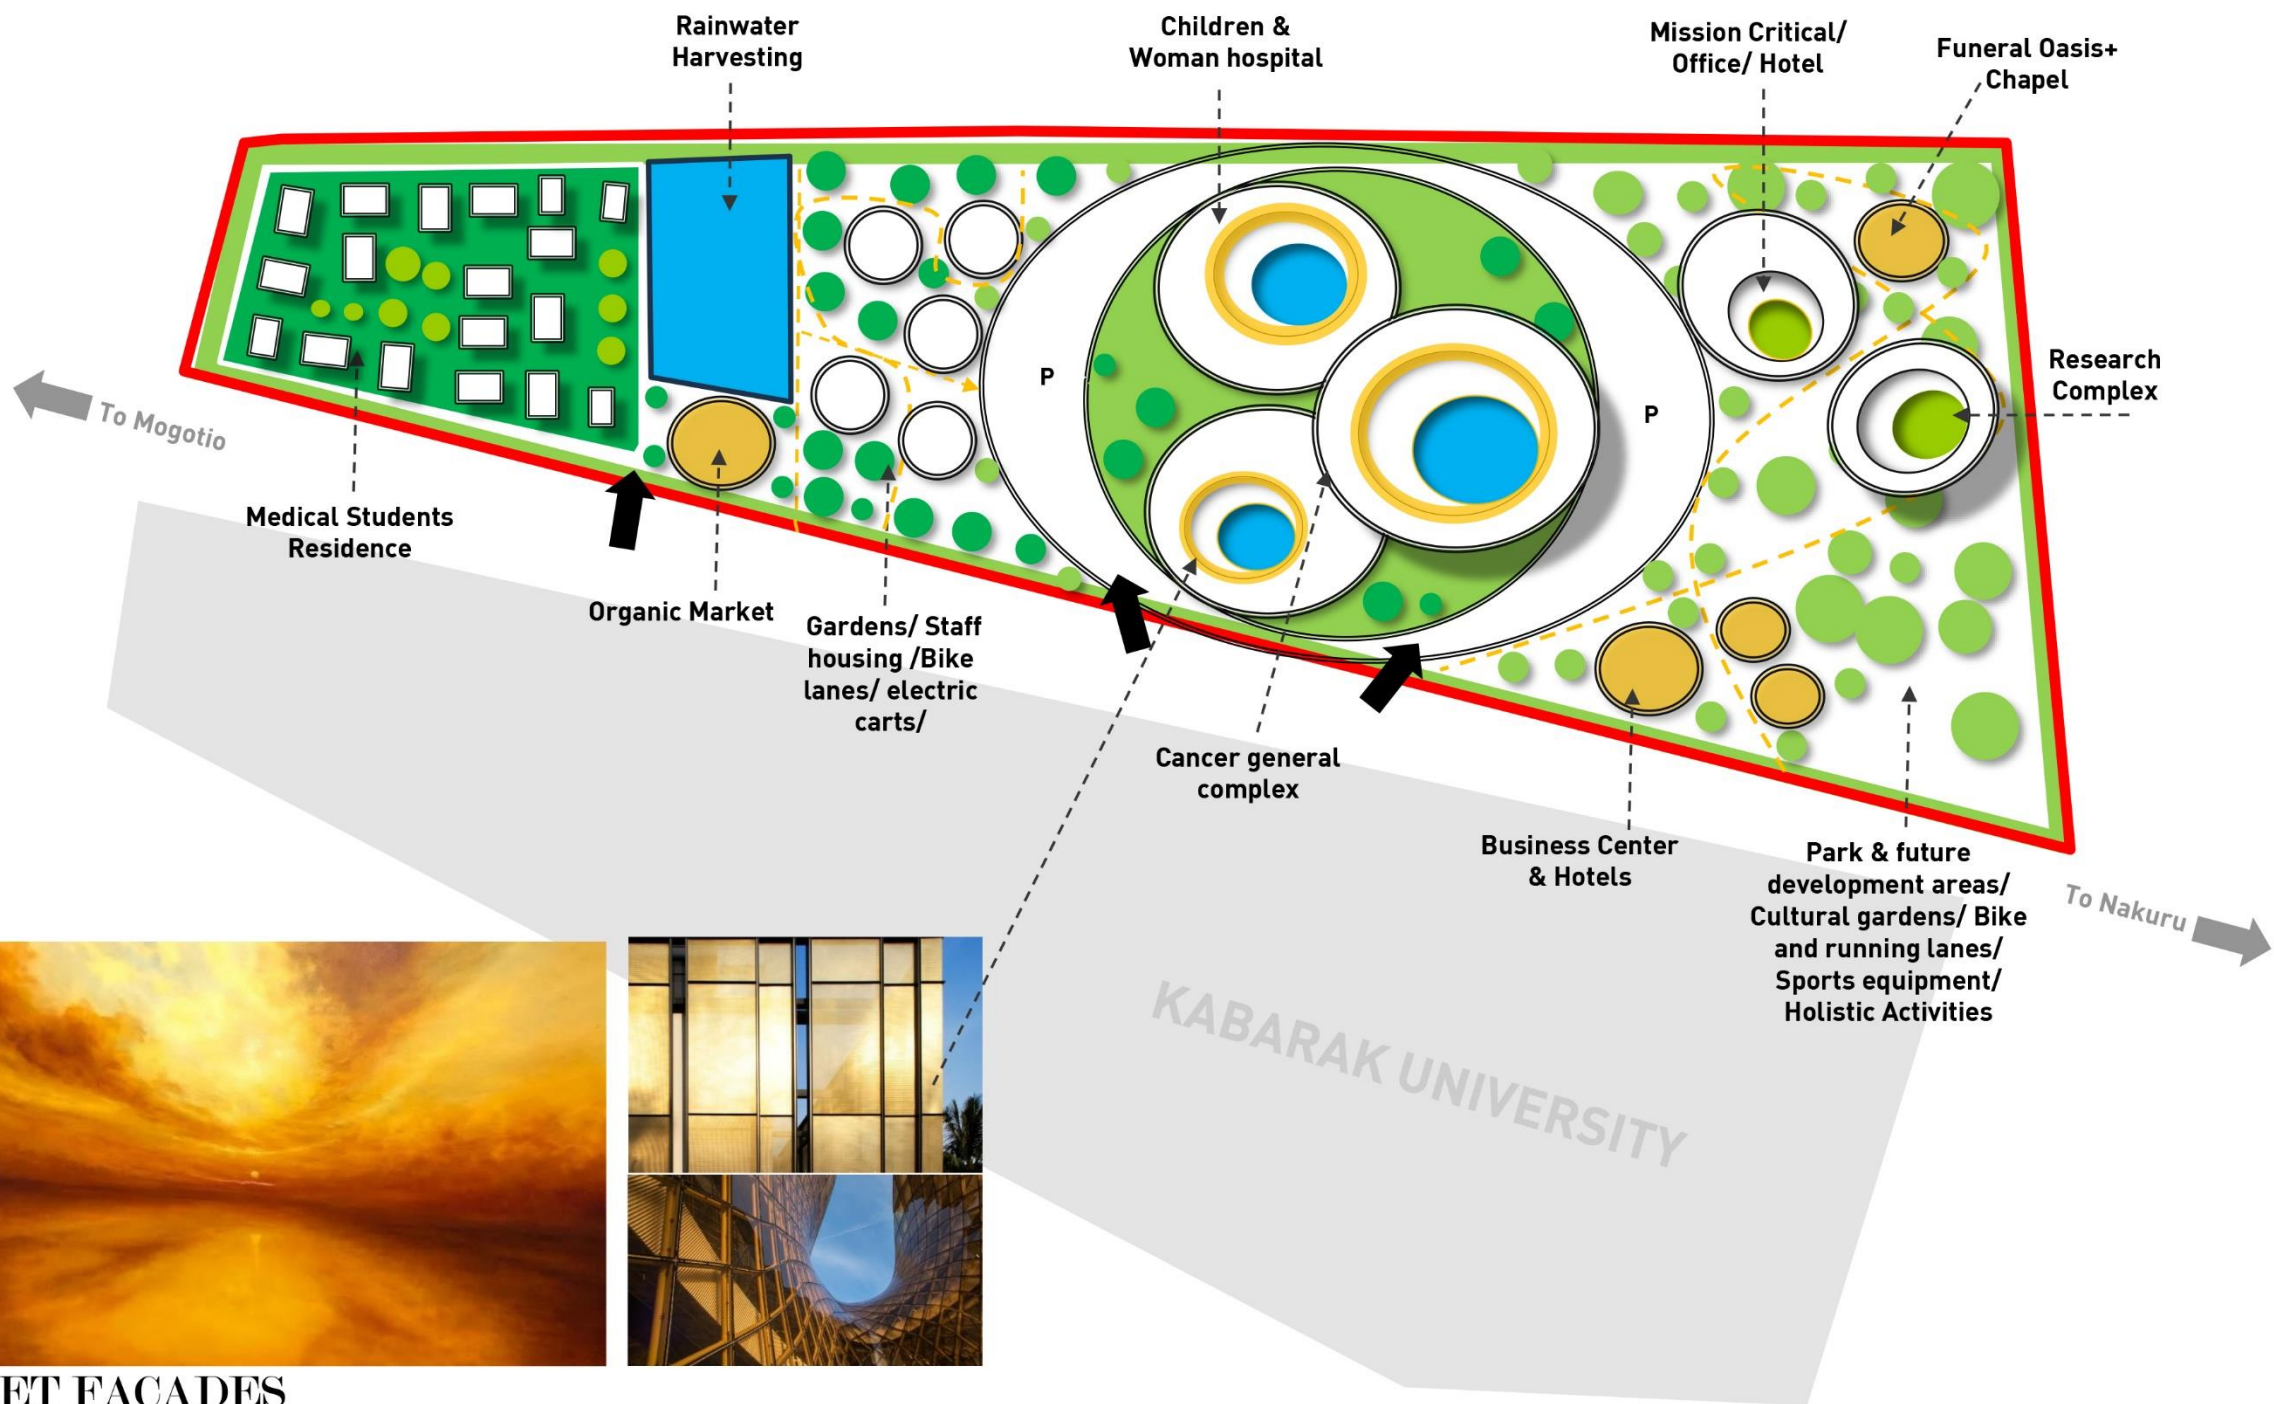 Rainwater
Harvesting
Children &
Woman hospital
Mission Critical/
Office/ Hotel
Funeral Oasis+
Chapel
Research
Complex
P
P
To Mogotio
Medical Students
Residence
Organic Market
Gardens/ Staff
housing /Bike
lanes/ electric
carts/
Cancer general
complex
Business Center
& Hotels
Park & future
development areas/
Cultural gardens/ Bike
and running lanes/
Sports equipment/
Holistic Activities
To Nakuru
KABARAK UNIVERSITY
ET FACADES